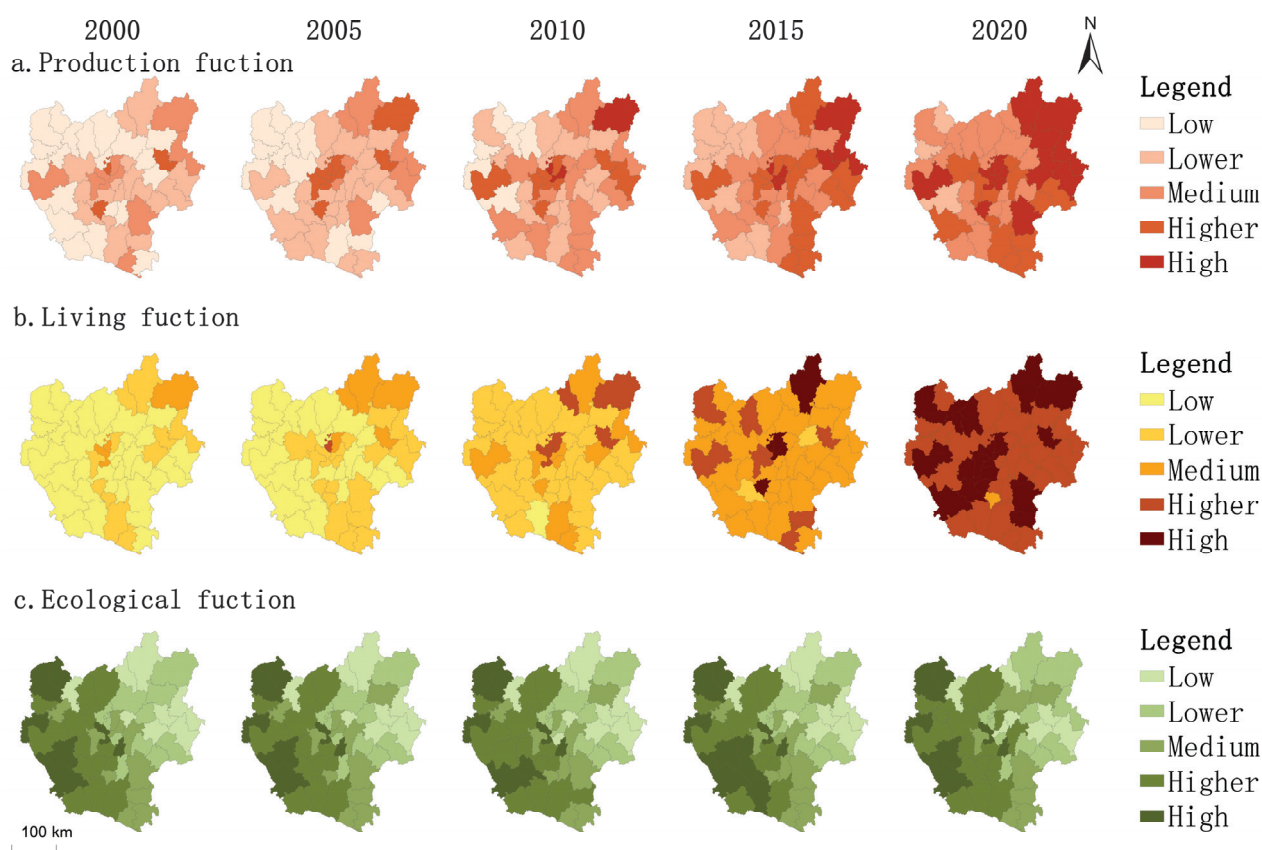 2000 2005 2010 2015 2020 N
a.Production fuction
Legend
Low
Lower
Medium
Higher
High
b.Living fuction
Legend
Low
Lower
Medium
Higher
High
c.Ecological fuction
Legend
Low
Lower
Medium
Higher
High
100 km